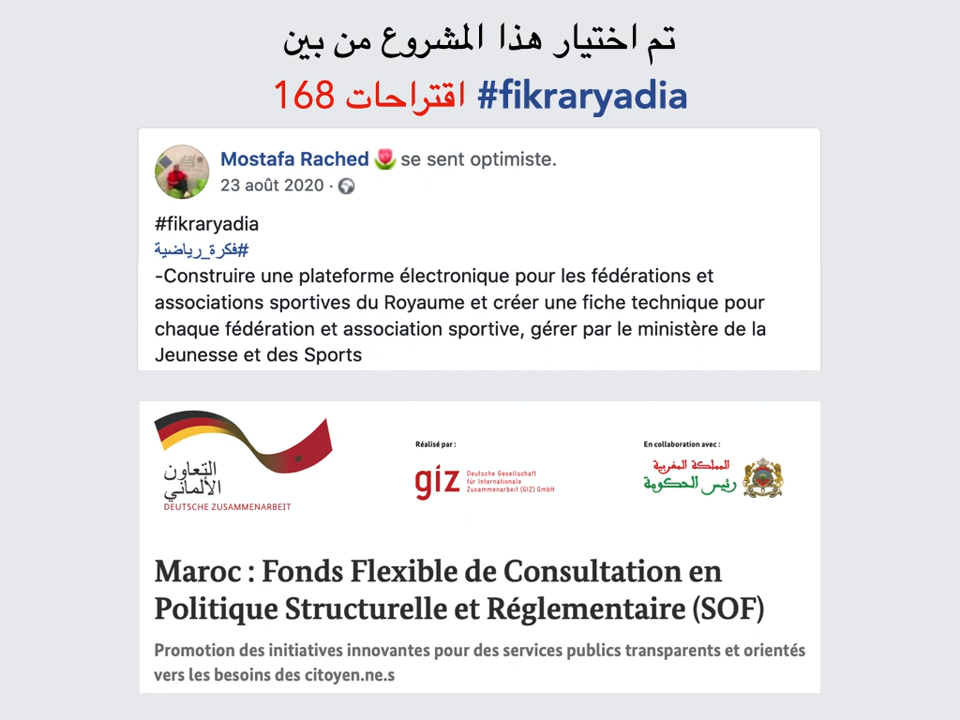 تم اختيار هذا المشروع من بين
168 اقتراحات #fikraryadia
Mostafa Rached 🌷 se sent optimiste.
23 août 2020 ·
#fikraryadia
#فكرة_رياضية
-Construire une plateforme électronique pour les fédérations et
associations sportives du Royaume et créer une fiche technique pour
chaque fédération et association sportive, gérer par le ministère de la
Jeunesse et des Sports
التعاون
الألماني
DEUTSCHE ZUSAMMENARBEIT
Réalisé par :
giz Deutsche Gesellschaft
für Internationale
Zusammenarbeit (GIZ) GmbH
En collaboration avec :
المملكة المغربية
رئيس الحكومة
Maroc : Fonds Flexible de Consultation en
Politique Structurelle et Réglementaire (SOF)
Promotion des initiatives innovantes pour des services publics transparents et orientés
vers les besoins des citoyen.ne.s